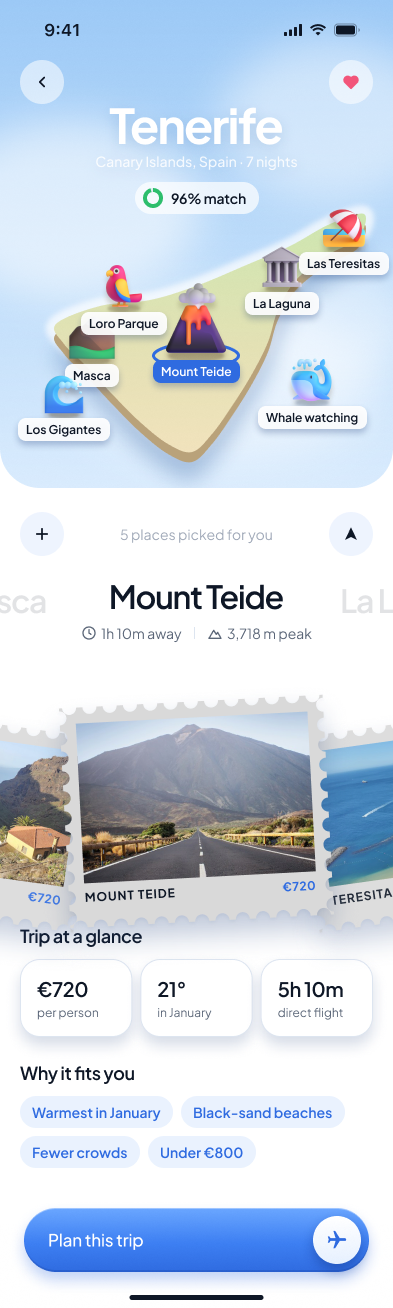 9:41
Tenerife
Canary Islands, Spain · 7 nights
96% match
Las Teresitas
La Laguna
Loro Parque
Mount Teide
Masca
Whale watching
Los Gigantes
5 places picked for you
sca
Mount Teide
La L
1h 10m away
3,718 m peak
€720
MOUNT TEIDE
€720
TERESITA
Trip at a glance
€720
per person
21°
in January
5h 10m
direct flight
Why it fits you
Warmest in January
Black-sand beaches
Fewer crowds
Under €800
Plan this trip